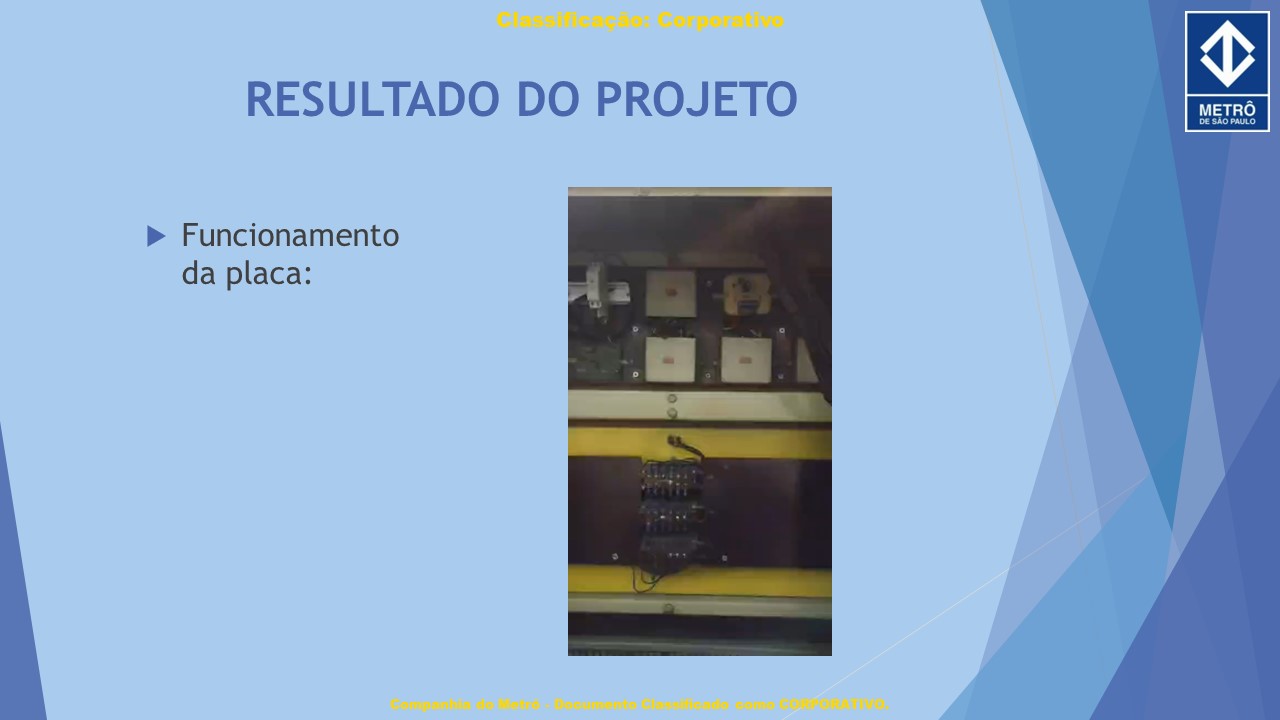 Classificação: Corporativo
METRÔ
DE SÃO PAULO
RESULTADO DO PROJETO
Funcionamento
da placa:
Companhia do Metrô - Documento Classificado como CORPORATIVO.